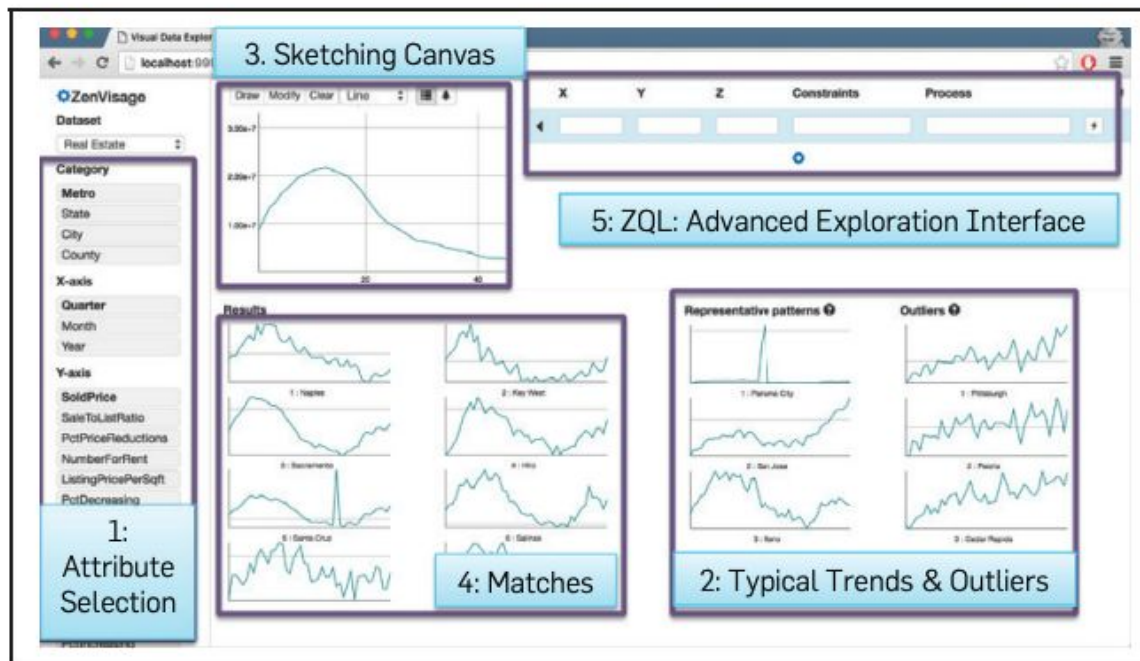 Visual Data Explor
3. Sketching Canvas
localhost:99
ZenVisage
Dataset
Real Estate
Category
Metro
State
City
County
X-axis
Quarter
Month
Year
Y-axis
SoldPrice
SaleToListRatio
PctPriceReductions
NumberForRent
ListingPricePerSqft
PctDecreasing
1:
Attribute
Selection
PctIncreasing
Draw Modify Clear Line
3.00e-7
2.00e-7
1.00e-7
20 40
X Y Z Constraints Process
5: ZQL: Advanced Exploration Interface
Results
1 : Naples 2 : Key West
3 : Sacramento 4 : Hilo
5 : Santa Cruz 6 : Salinas
4: Matches
Representative patterns Outliers
1 : Panama City 1 : Pittsburgh
2 : San Jose 2 : Peoria
3 : Reno 3 : Cedar Rapids
2: Typical Trends & Outliers